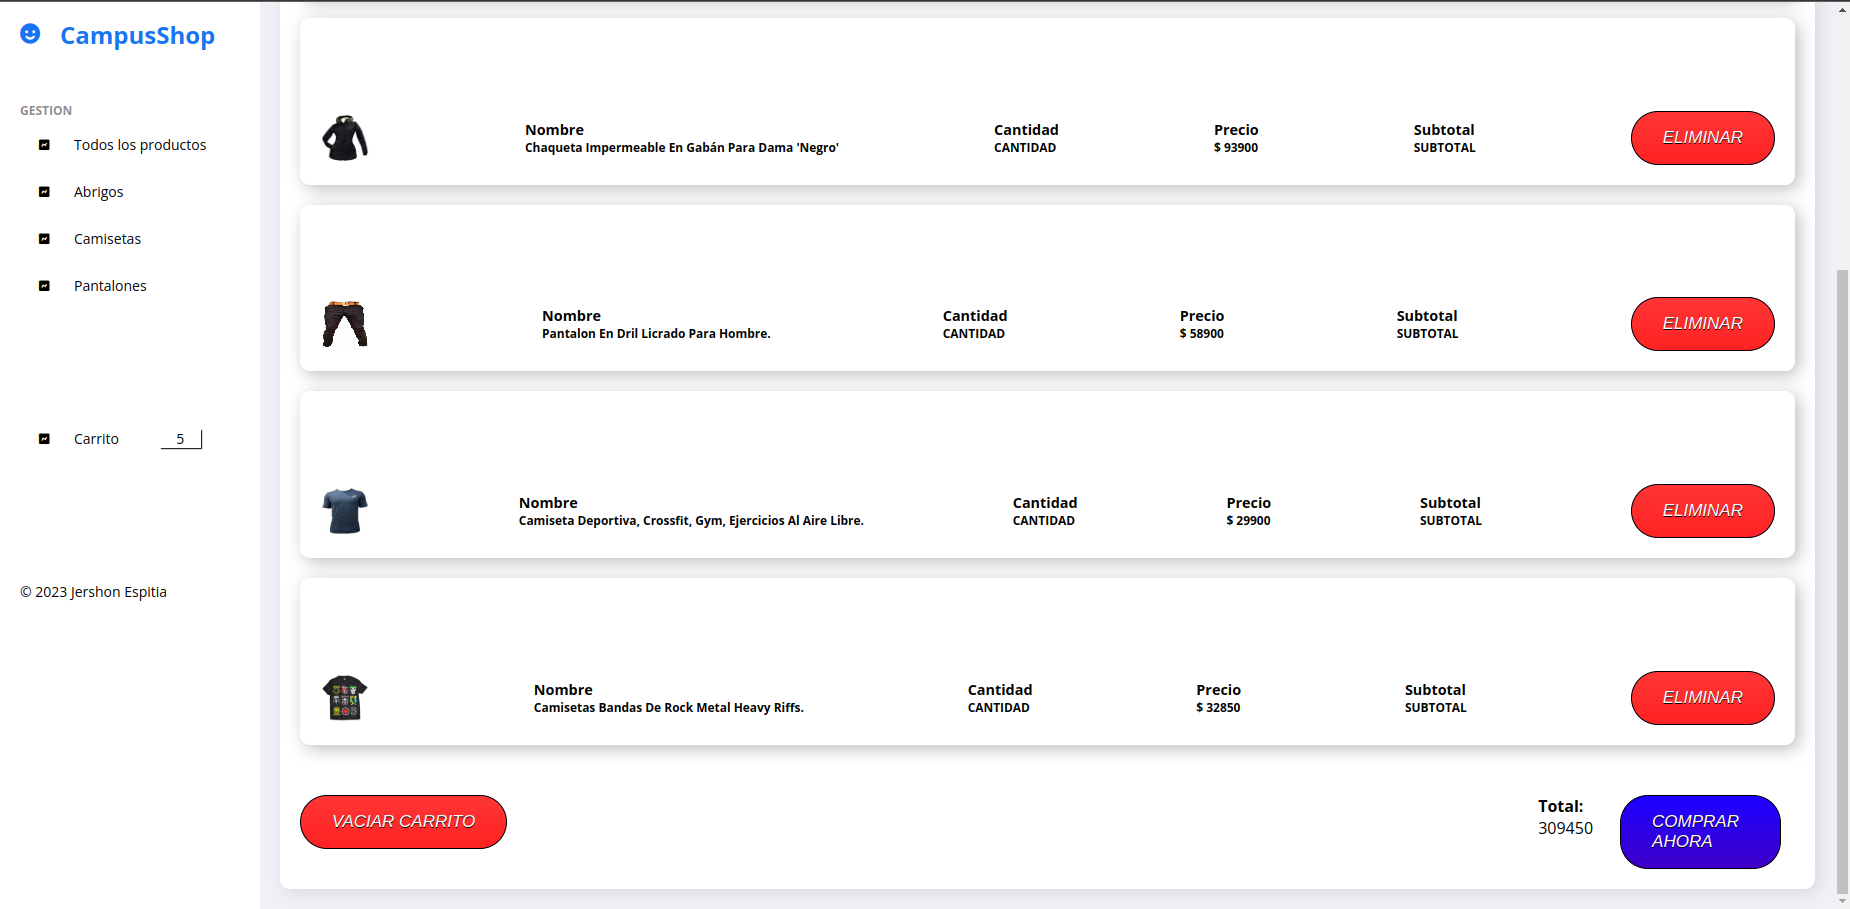 CampusShop
GESTION
Todos los productos
Abrigos
Camisetas
Pantalones
Carrito 5
© 2023 Jershon Espitia
Nombre Cantidad Precio Subtotal
Chaqueta Impermeable En Gabán Para Dama 'Negro' CANTIDAD $ 93900 SUBTOTAL
ELIMINAR
Nombre Cantidad Precio Subtotal
Pantalon En Dril Licrado Para Hombre. CANTIDAD $ 58900 SUBTOTAL
ELIMINAR
Nombre Cantidad Precio Subtotal
Camiseta Deportiva, Crossfit, Gym, Ejercicios Al Aire Libre. CANTIDAD $ 29900 SUBTOTAL
ELIMINAR
Nombre Cantidad Precio Subtotal
Camisetas Bandas De Rock Metal Heavy Riffs. CANTIDAD $ 32850 SUBTOTAL
ELIMINAR
VACIAR CARRITO
Total:
309450
COMPRAR
AHORA